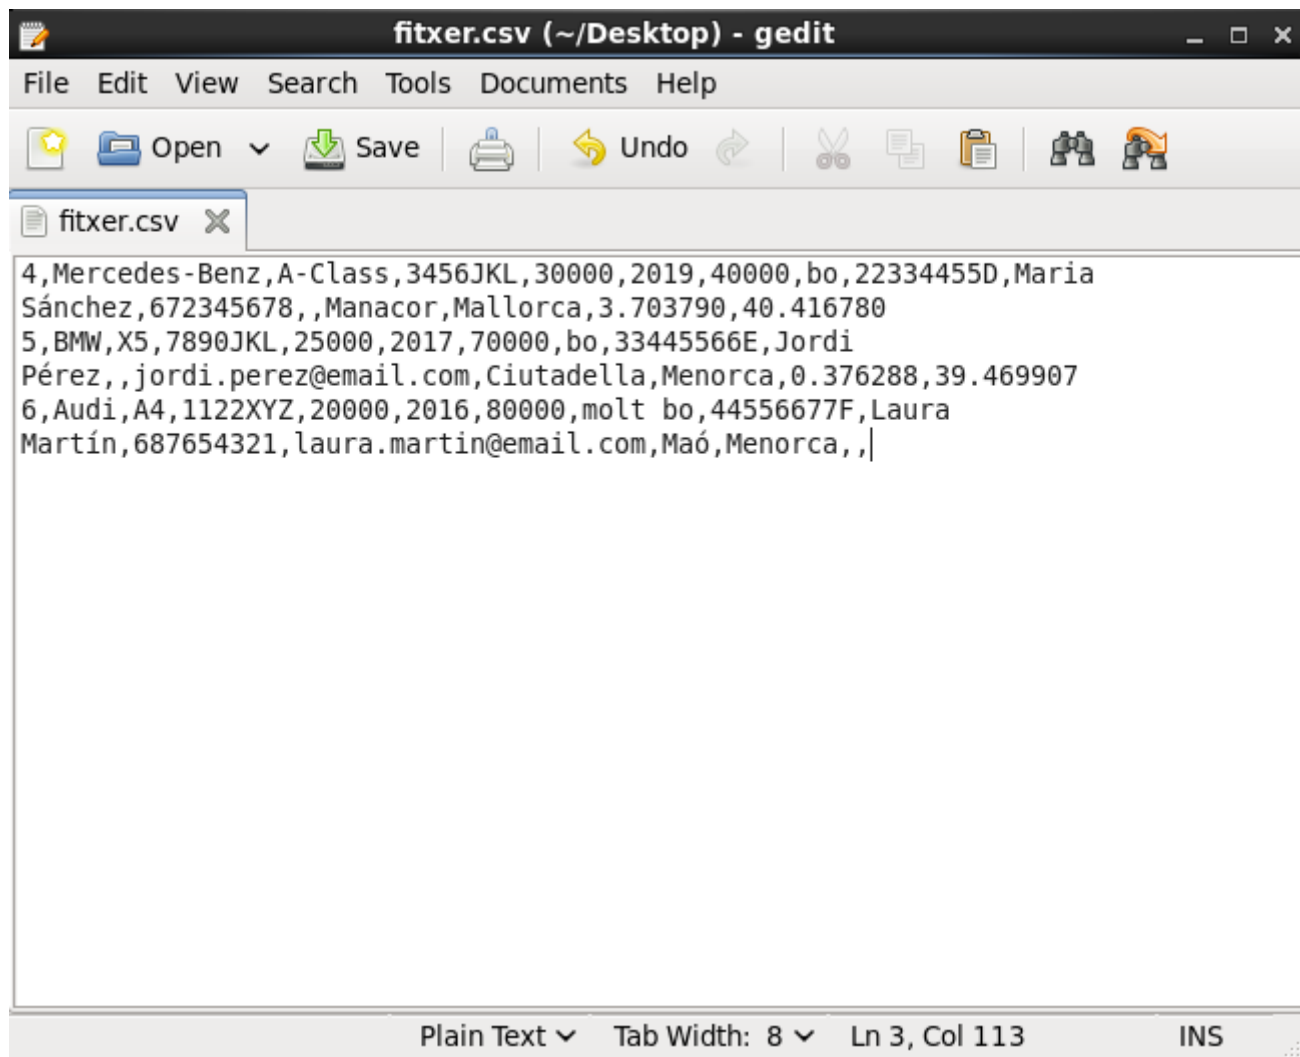 fitxer.csv (~/Desktop) - gedit
File Edit View Search Tools Documents Help
Open Save Undo
fitxer.csv
4,Mercedes-Benz,A-Class,3456JKL,30000,2019,40000,bo,22334455D,Maria
Sánchez,672345678,,Manacor,Mallorca,3.703790,40.416780
5,BMW,X5,7890JKL,25000,2017,70000,bo,33445566E,Jordi
Pérez,,jordi.perez@email.com,Ciutadella,Menorca,0.376288,39.469907
6,Audi,A4,1122XYZ,20000,2016,80000,molt bo,44556677F,Laura
Martín,687654321,laura.martin@email.com,Maó,Menorca,,
Plain Text Tab Width: 8 Ln 3, Col 113 INS